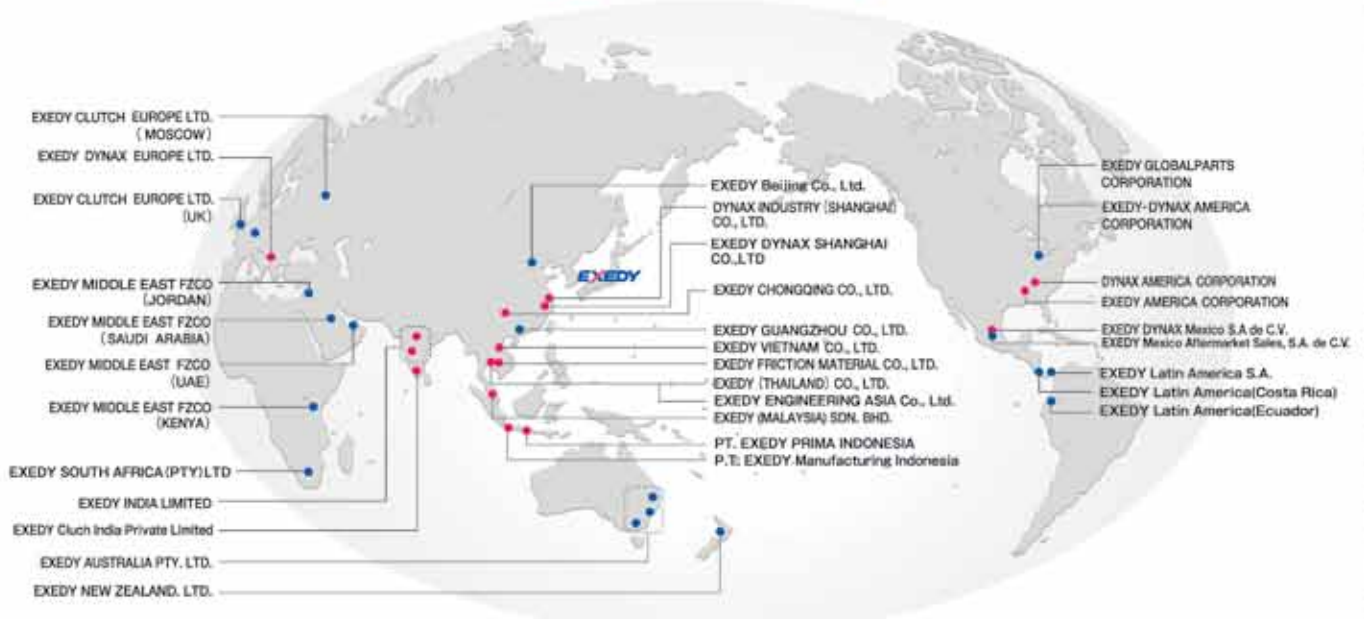 EXEDY CLUTCH EUROPE LTD.
(MOSCOW)
EXEDY DYNAX EUROPE LTD.
EXEDY CLUTCH EUROPE LTD.
(UK)
EXEDY MIDDLE EAST FZCO
(JORDAN)
EXEDY MIDDLE EAST FZCO
(SAUDI ARABIA)
EXEDY MIDDLE EAST FZCO
(UAE)
EXEDY MIDDLE EAST FZCO
(KENYA)
EXEDY SOUTH AFRICA(PTY)LTD
EXEDY INDIA LIMITED
EXEDY Cluch India Private Limited
EXEDY AUSTRALIA PTY. LTD.
EXEDY NEW ZEALAND. LTD.
EXEDY
EXEDY Beijing Co., Ltd.
DYNAX INDUSTRY (SHANGHAI)
CO., LTD.
EXEDY DYNAX SHANGHAI
CO.,LTD
EXEDY CHONGQING CO., LTD.
EXEDY GUANGZHOU CO., LTD.
EXEDY VIETNAM CO., LTD.
EXEDY FRICTION MATERIAL CO., LTD.
EXEDY (THAILAND) CO., LTD.
EXEDY ENGINEERING ASIA Co., Ltd.
EXEDY (MALAYSIA) SDN. BHD.
PT. EXEDY PRIMA INDONESIA
P.T. EXEDY Manufacturing Indonesia
EXEDY GLOBALPARTS
CORPORATION
EXEDY-DYNAX AMERICA
CORPORATION
DYNAX AMERICA CORPORATION
EXEDY AMERICA CORPORATION
EXEDY DYNAX Mexico S.A de C.V.
EXEDY Mexico Aftermarket Sales, S.A. de C.V.
EXEDY Latin America S.A.
EXEDY Latin America(Costa Rica)
EXEDY Latin America(Ecuador)